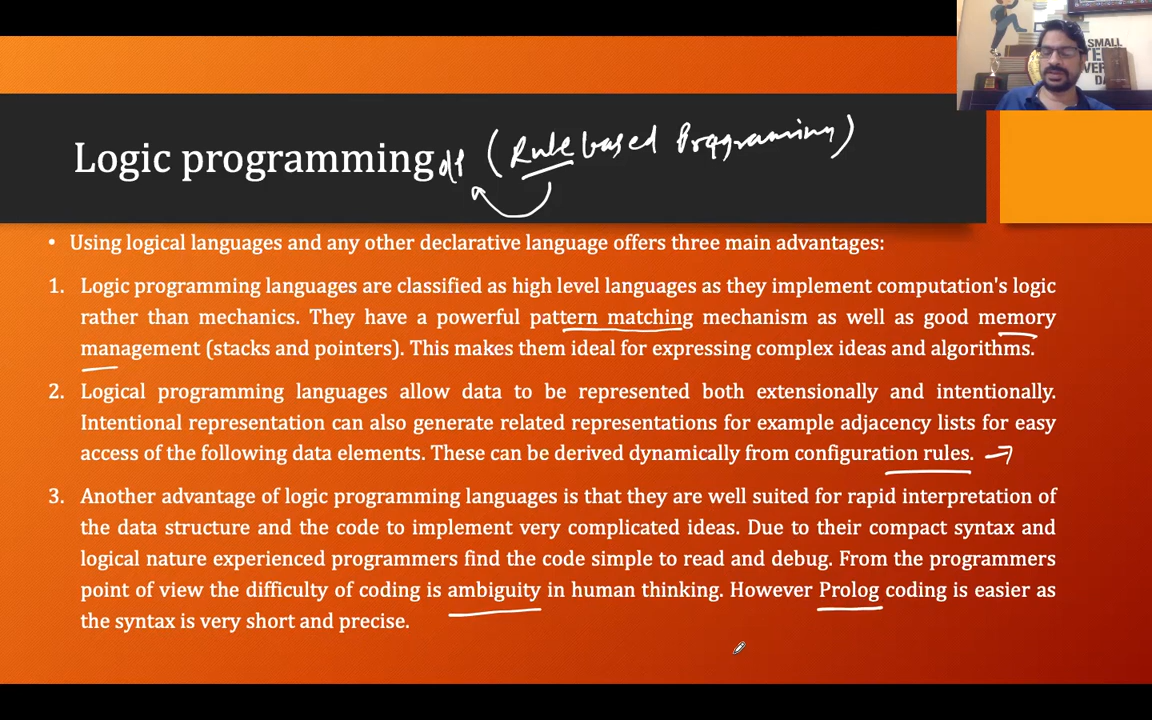 SMALL
Logic programming (Rule based Programing)
• Using logical languages and any other declarative language offers three main advantages:
1. Logic programming languages are classified as high level languages as they implement computation's logic
rather than mechanics. They have a powerful pattern matching mechanism as well as good memory
management (stacks and pointers). This makes them ideal for expressing complex ideas and algorithms.
2. Logical programming languages allow data to be represented both extensionally and intentionally.
Intentional representation can also generate related representations for example adjacency lists for easy
access of the following data elements. These can be derived dynamically from configuration rules.
3. Another advantage of logic programming languages is that they are well suited for rapid interpretation of
the data structure and the code to implement very complicated ideas. Due to their compact syntax and
logical nature experienced programmers find the code simple to read and debug. From the programmers
point of view the difficulty of coding is ambiguity in human thinking. However Prolog coding is easier as
the syntax is very short and precise.